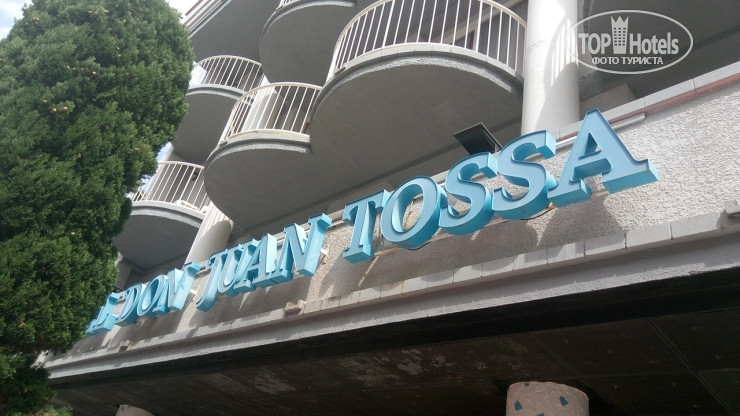 TOP Hotels
ФОТО ТУРИСТА
DON JUAN TOSSA